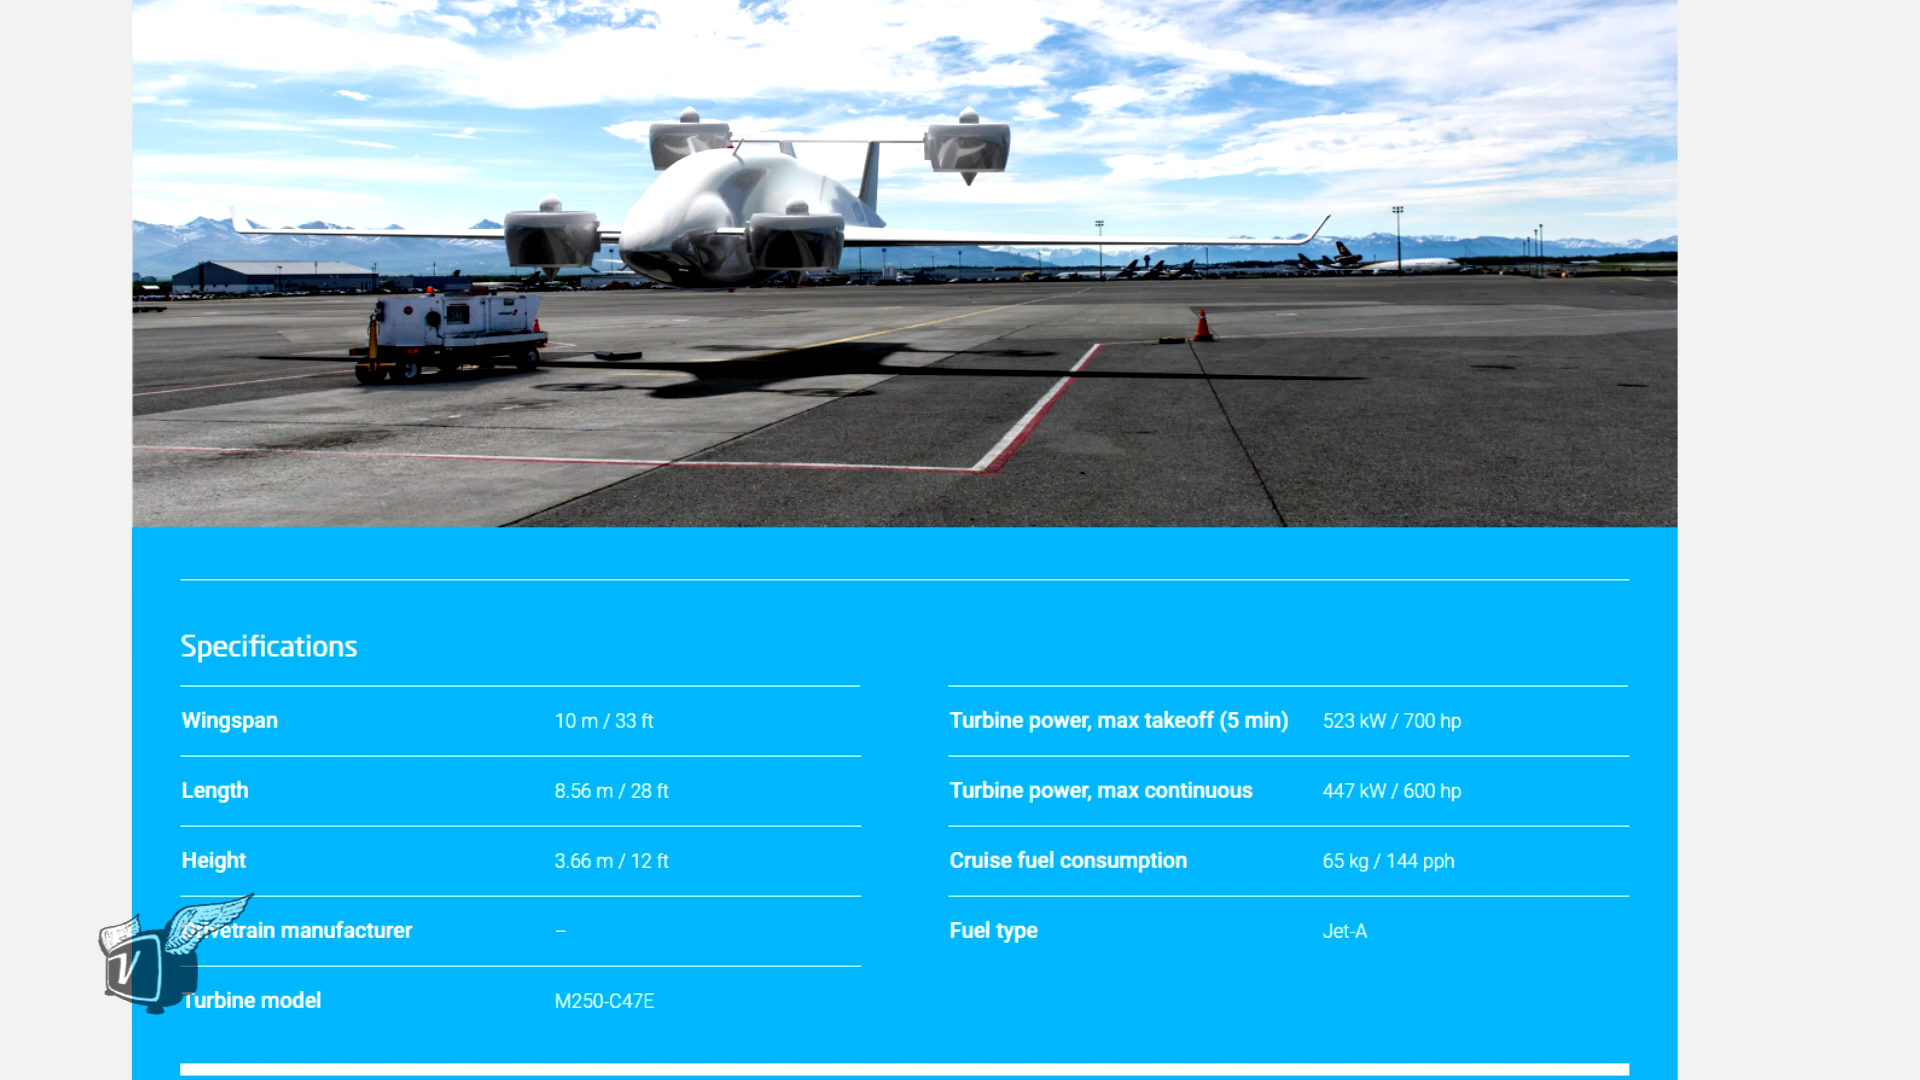 Specifications
Wingspan 10 m / 33 ft
Length 8.56 m / 28 ft
Height 3.66 m / 12 ft
Drivetrain manufacturer –
Turbine model M250-C47E
Turbine power, max takeoff (5 min) 523 kW / 700 hp
Turbine power, max continuous 447 kW / 600 hp
Cruise fuel consumption 65 kg / 144 pph
Fuel type Jet-A
V